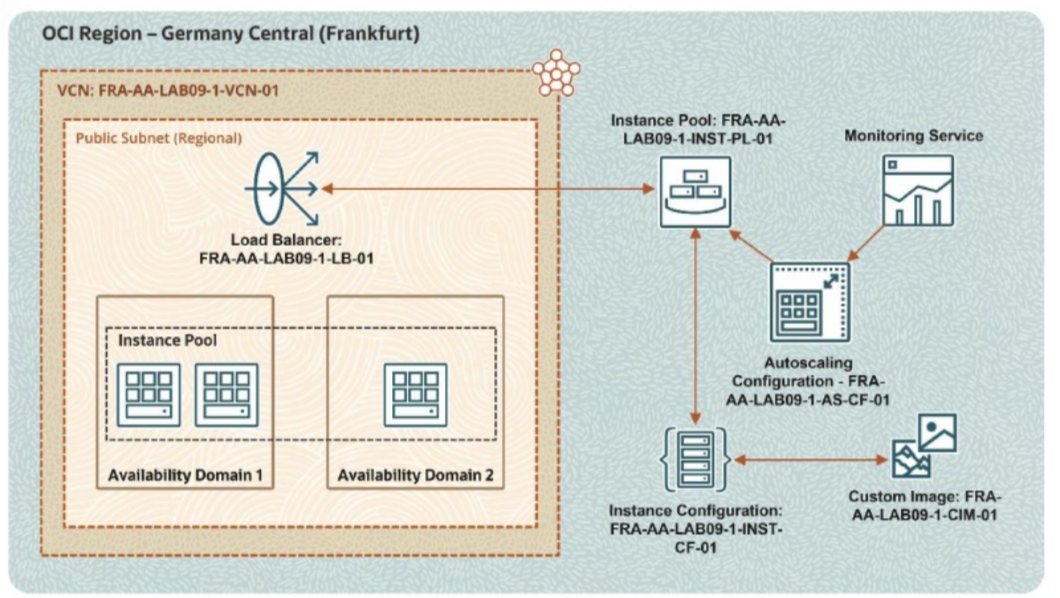 OCI Region – Germany Central (Frankfurt)
VCN: FRA-AA-LAB09-1-VCN-01
Public Subnet (Regional)
Load Balancer:
FRA-AA-LAB09-1-LB-01
Instance Pool
Availability Domain 1
Availability Domain 2
Instance Pool: FRA-AA-
LAB09-1-INST-PL-01
Monitoring Service
Autoscaling
Configuration - FRA-
AA-LAB09-1-AS-CF-01
Instance Configuration:
FRA-AA-LAB09-1-INST-
CF-01
Custom Image: FRA-
AA-LAB09-1-CIM-01